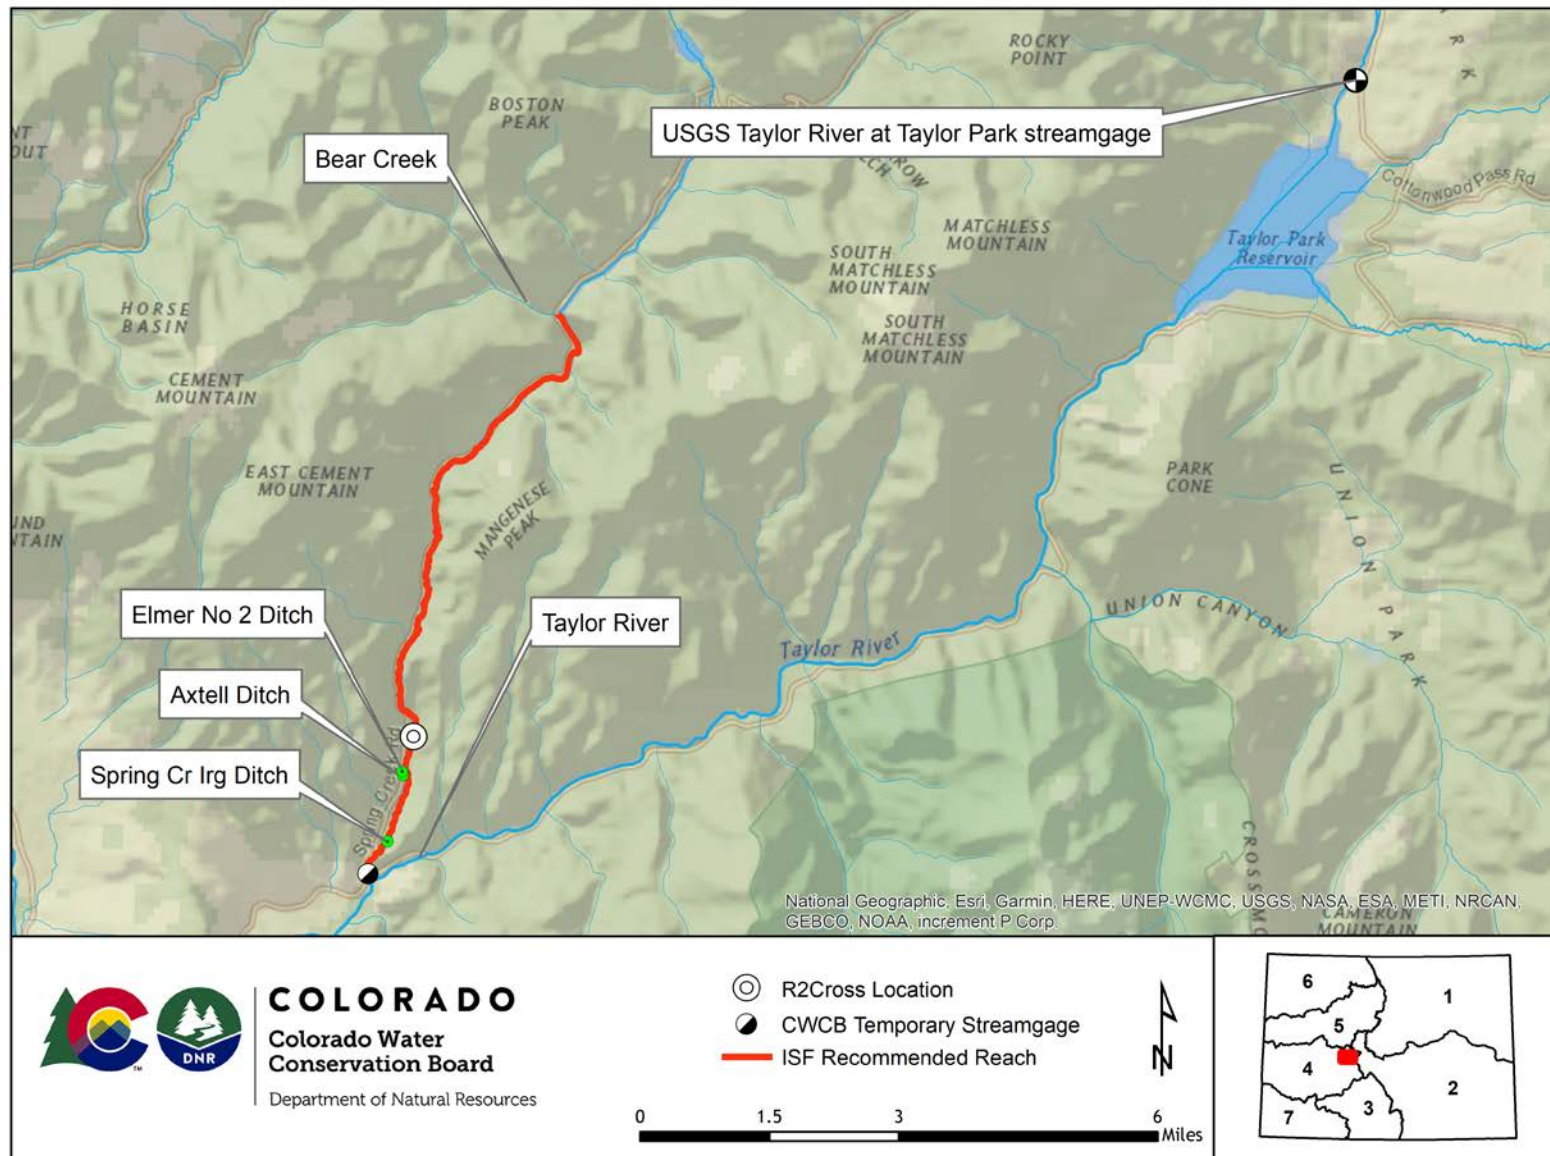 ROCKY
POINT
BOSTON
PEAK
USGS Taylor River at Taylor Park streamgage
Bear Creek
Cottonwood Pass Rd
MATCHLESS
MOUNTAIN
Taylor Park
Reservoir
SOUTH
MATCHLESS
MOUNTAIN
HORSE
BASIN
SOUTH
MATCHLESS
MOUNTAIN
CEMENT
MOUNTAIN
EAST CEMENT
MOUNTAIN
PARK
CONE
MANGENESE
PEAK
UNION PARK
Elmer No 2 Ditch
Taylor River
UNION CANYON
Taylor River
Axtell Ditch
Spring Cr Irg Ditch
Spring Creek Rd
National Geographic, Esri, Garmin, HERE, UNEP-WCMC, USGS, NASA, ESA, METI, NRCAN,
GEBCO, NOAA, increment P Corp.
CAMERON
MOUNTAIN
COLORADO
Colorado Water
Conservation Board
Department of Natural Resources
DNR
TM
R2Cross Location
CWCB Temporary Streamgage
ISF Recommended Reach
N
0 1.5 3 6
Miles
6
1
5
4
2
3
7